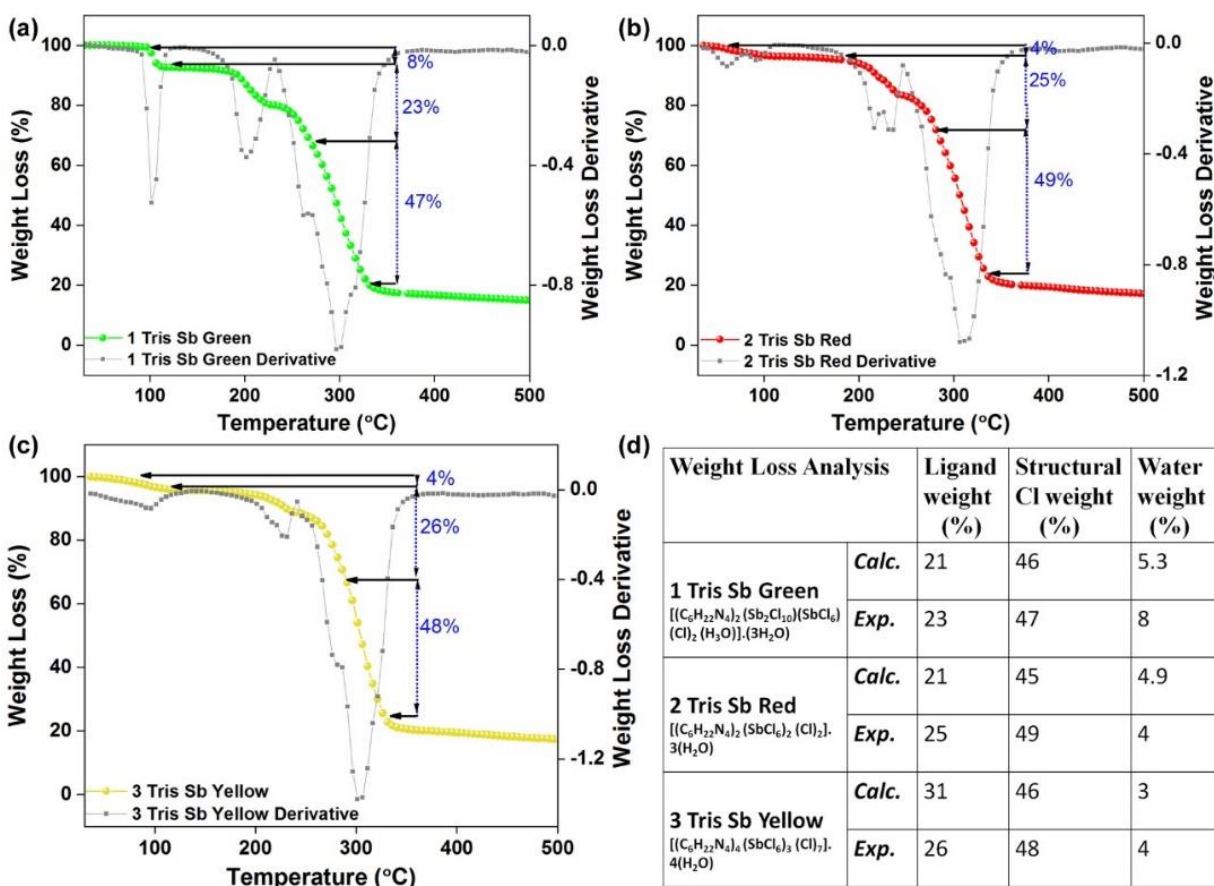 (a)
100
80
60
40
20
0
Weight Loss (%)
8%
23%
47%
0.0
-0.4
-0.8
Weight Loss Derivative
1 Tris Sb Green
1 Tris Sb Green Derivative
100 200 300 400 500
Temperature (°C)
(b)
100
80
60
40
20
0
Weight Loss (%)
4%
25%
49%
0.0
-0.4
-0.8
-1.2
Weight Loss Derivative
2 Tris Sb Red
2 Tris Sb Red Derivative
100 200 300 400 500
Temperature (°C)
(c)
100
80
60
40
20
0
Weight Loss (%)
4%
26%
48%
0.0
-0.4
-0.8
-1.2
Weight Loss Derivative
3 Tris Sb Yellow
3 Tris Sb Yellow Derivative
100 200 300 400 500
Temperature (°C)
(d)
Weight Loss Analysis
Ligand
weight
(%)
Structural
Cl weight
(%)
Water
weight
(%)
1 Tris Sb Green
[(C₆H₂₂N₄)₂ (Sb₂Cl₁₀)(SbCl₆)
(Cl)₂ (H₃O)].(3H₂O)
Calc. 21 46 5.3
Exp. 23 47 8
2 Tris Sb Red
[(C₆H₂₂N₄)₂ (SbCl₆)₂ (Cl)₂].
3(H₂O)
Calc. 21 45 4.9
Exp. 25 49 4
3 Tris Sb Yellow
[(C₆H₂₂N₄)₄ (SbCl₆)₃ (Cl)₇].
4(H₂O)
Calc. 31 46 3
Exp. 26 48 4